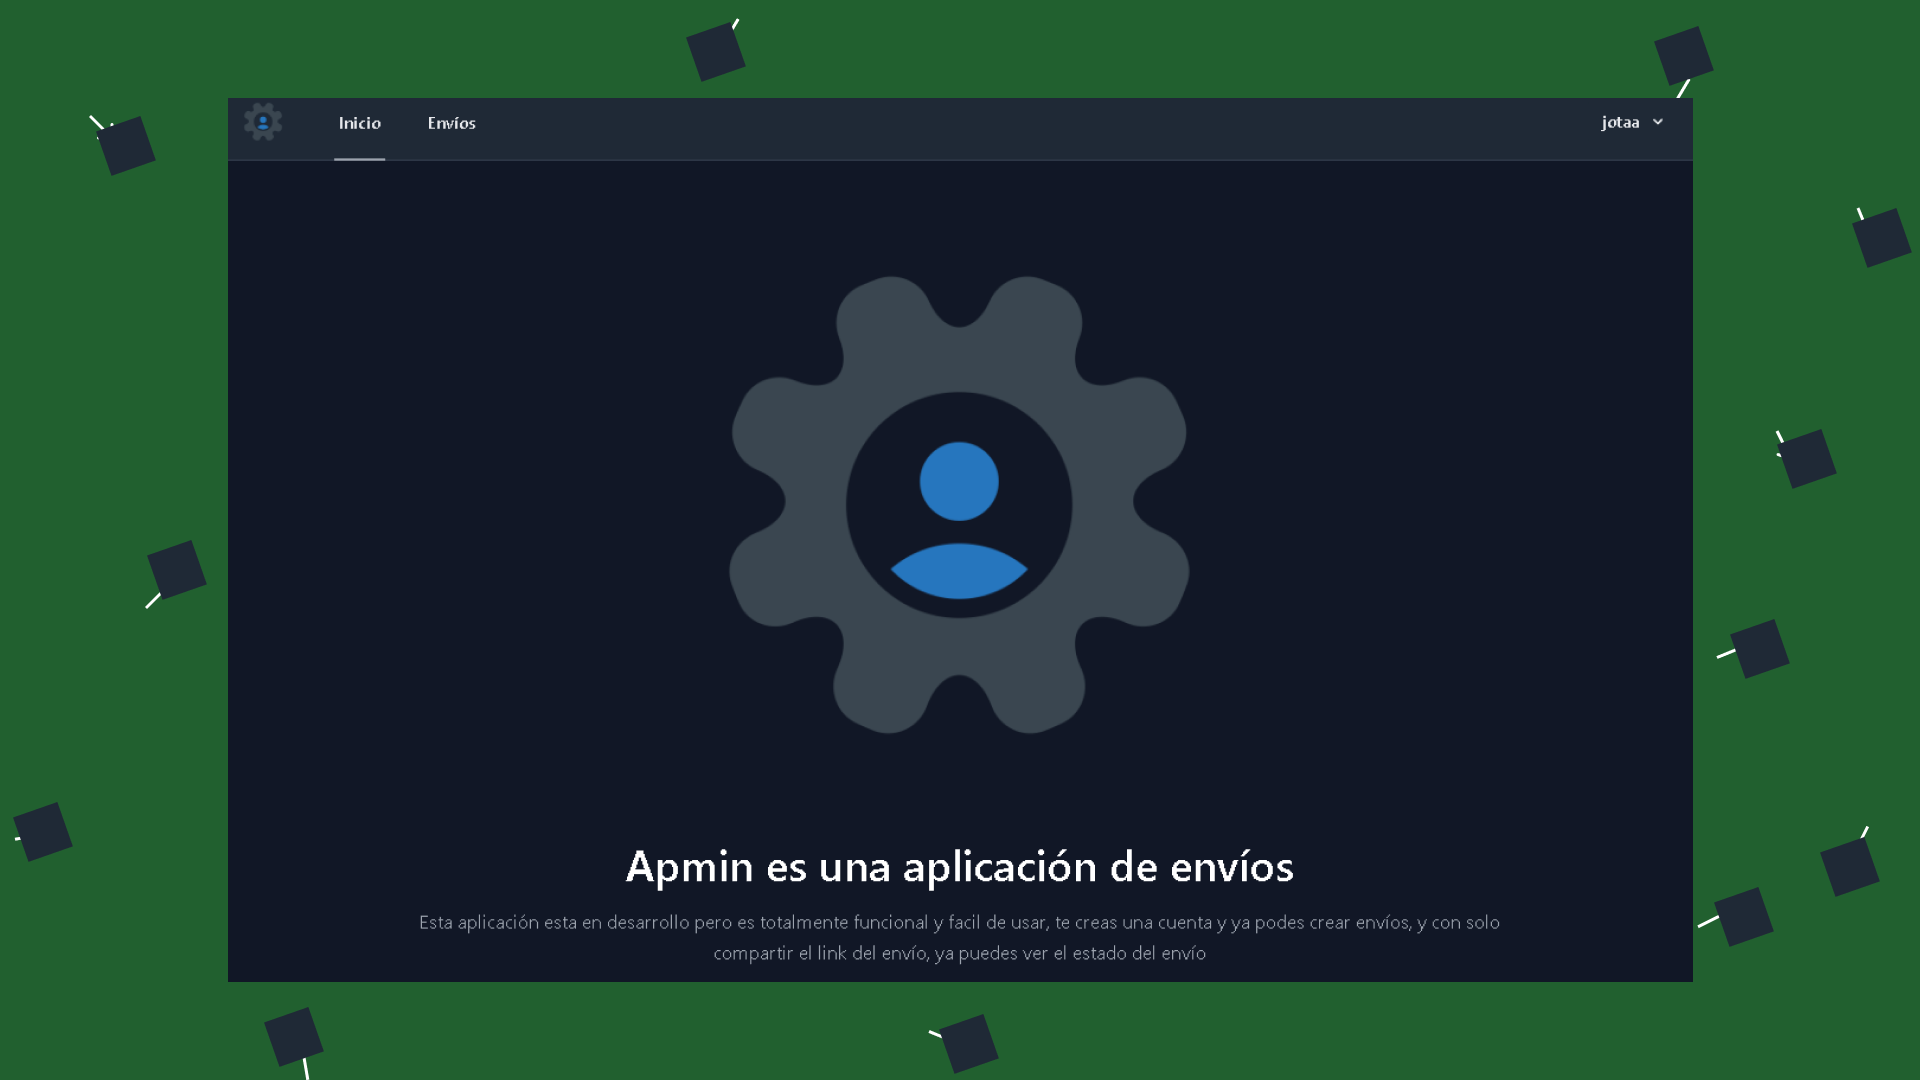 Inicio Envíos jotaa
Apmin es una aplicación de envíos
Esta aplicación esta en desarrollo pero es totalmente funcional y facil de usar, te creas una cuenta y ya podes crear envíos, y con solo
compartir el link del envío, ya puedes ver el estado del envío